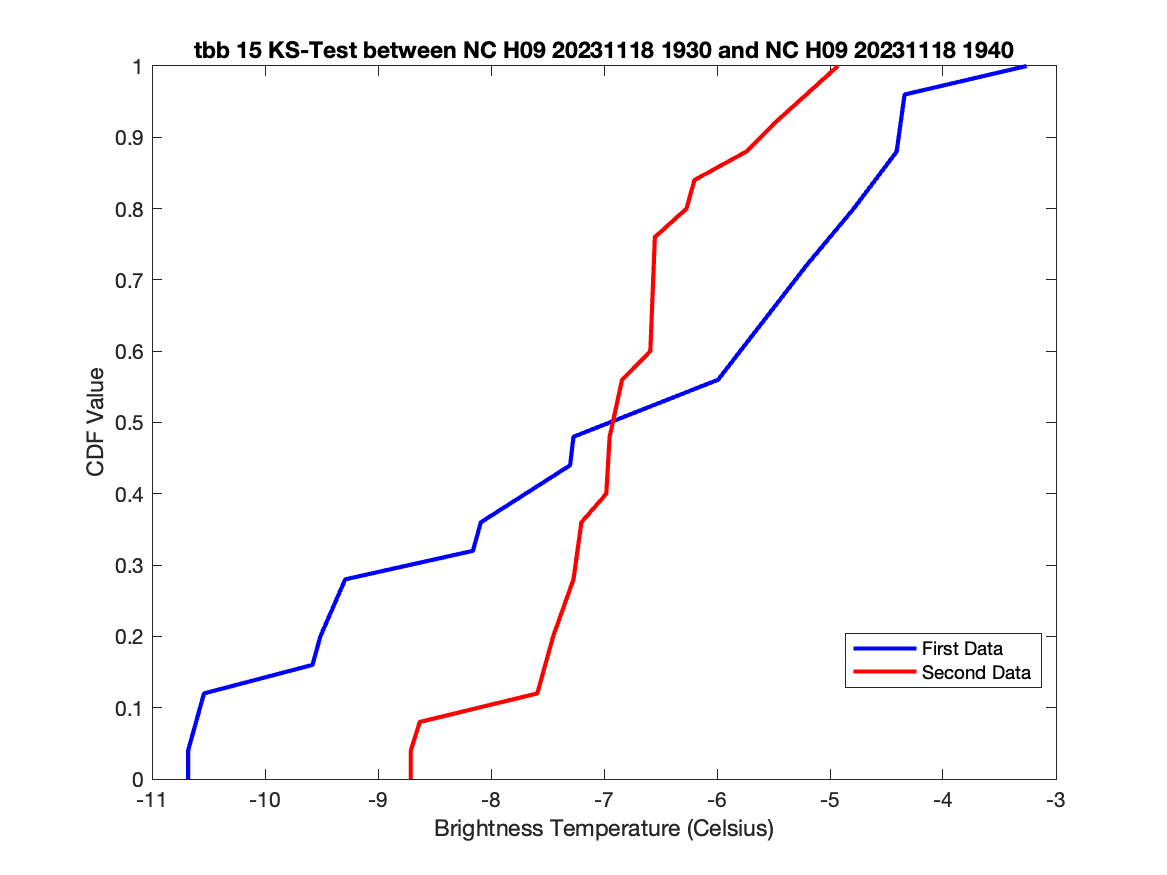 tbb 15 KS-Test between NC H09 20231118 1930 and NC H09 20231118 1940
1
0.9
0.8
0.7
0.6
0.5
0.4
0.3
0.2
0.1
0
CDF Value
First Data
Second Data
-11 -10 -9 -8 -7 -6 -5 -4 -3
Brightness Temperature (Celsius)